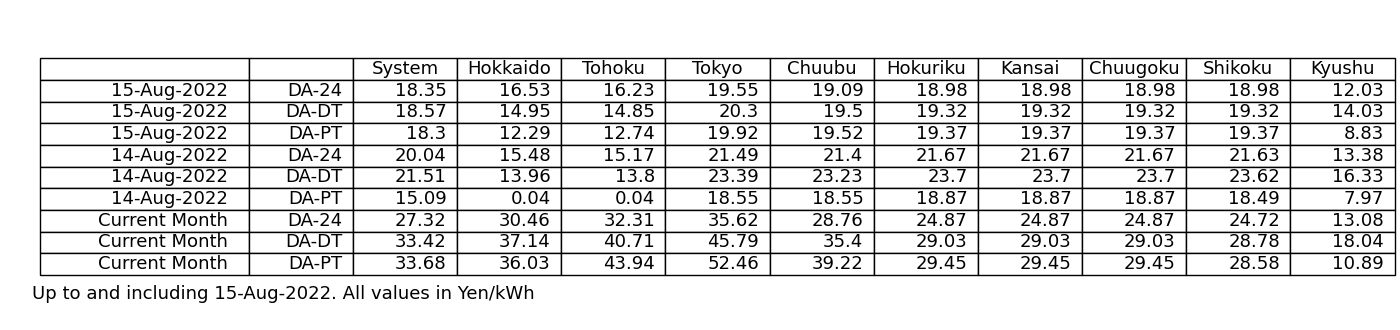 System Hokkaido Tohoku Tokyo Chuubu Hokuriku Kansai Chuugoku Shikoku Kyushu
15-Aug-2022 DA-24 18.35 16.53 16.23 19.55 19.09 18.98 18.98 18.98 18.98 12.03
15-Aug-2022 DA-DT 18.57 14.95 14.85 20.3 19.5 19.32 19.32 19.32 19.32 14.03
15-Aug-2022 DA-PT 18.3 12.29 12.74 19.92 19.52 19.37 19.37 19.37 19.37 8.83
14-Aug-2022 DA-24 20.04 15.48 15.17 21.49 21.4 21.67 21.67 21.67 21.63 13.38
14-Aug-2022 DA-DT 21.51 13.96 13.8 23.39 23.23 23.7 23.7 23.7 23.62 16.33
14-Aug-2022 DA-PT 15.09 0.04 0.04 18.55 18.55 18.87 18.87 18.87 18.49 7.97
Current Month DA-24 27.32 30.46 32.31 35.62 28.76 24.87 24.87 24.87 24.72 13.08
Current Month DA-DT 33.42 37.14 40.71 45.79 35.4 29.03 29.03 29.03 28.78 18.04
Current Month DA-PT 33.68 36.03 43.94 52.46 39.22 29.45 29.45 29.45 28.58 10.89
Up to and including 15-Aug-2022. All values in Yen/kWh